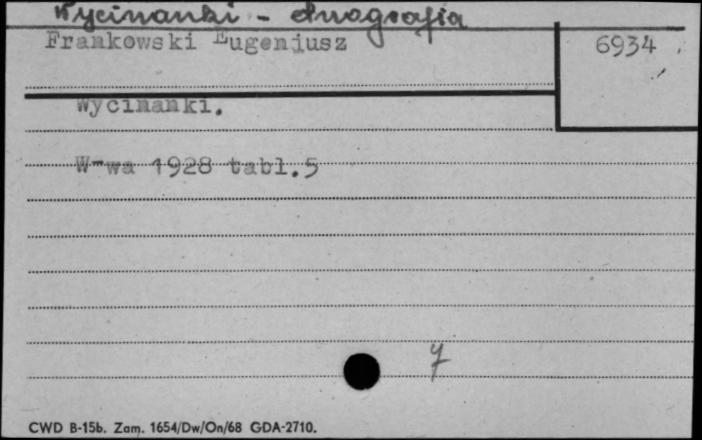 Wycinanki - etnografia
Frankowski Eugeniusz
6934
Wycinanki.
W-wa 1928 tabl.5
7
CWD B-15b. Zam. 1654/Dw/On/68 GDA-2710.